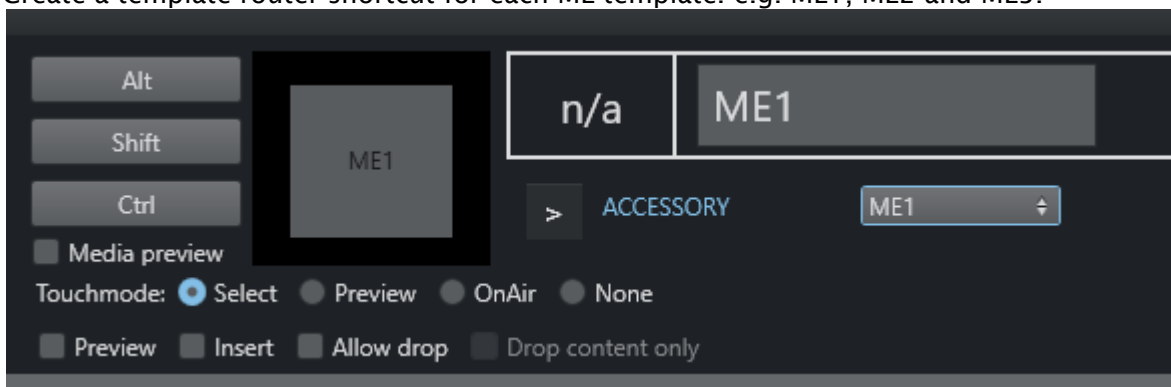 Create a template router shortcut for each ME template. e.g. ME1, ME2 and ME3.
Alt
Shift
Ctrl
Media preview
ME1
n/a ME1
> ACCESSORY ME1
Touchmode: Select Preview OnAir None
Preview Insert Allow drop Drop content only